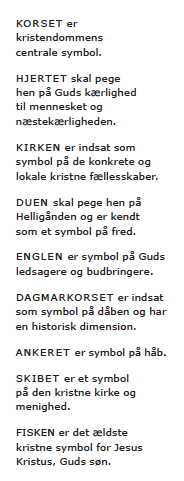 KORSET er
kristendommens
centrale symbol.
HJERTET skal pege
hen på Guds kærlighed
til mennesket og
næstekærligheden.
KIRKEN er indsat som
symbol på de konkrete og
lokale kristne fællesskaber.
DUEN skal pege hen på
Helligånden og er kendt
som et symbol på fred.
ENGLEN er symbol på Guds
ledsagere og budbringere.
DAGMARKORSET er indsat
som symbol på dåben og har
en historisk dimension.
ANKERET er symbol på håb.
SKIBET er et symbol
på den kristne kirke og
menighed.
FISKEN er det ældste
kristne symbol for Jesus
Kristus, Guds søn.